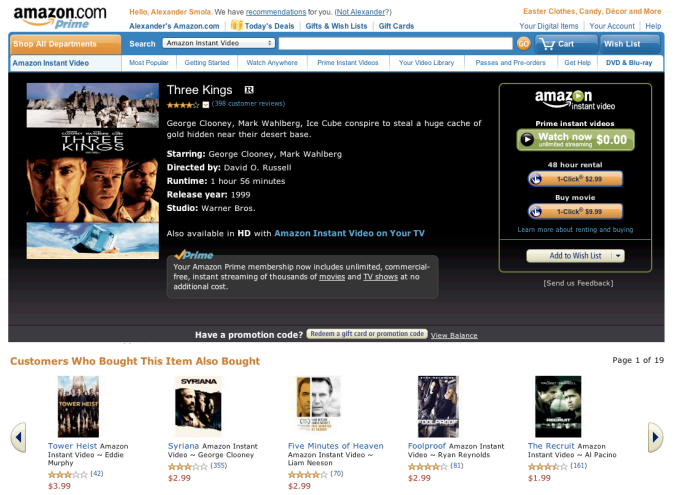 amazon.com
Prime
Hello, Alexander Smola. We have recommendations for you. (Not Alexander?)
Easter Clothes, Candy, Décor and More
Alexander's Amazon.com Today's Deals Gifts & Wish Lists Gift Cards
Your Digital Items Your Account Help
Shop All Departments Search Amazon Instant Video GO Cart Wish List
Amazon Instant Video Most Popular Getting Started Watch Anywhere Prime Instant Videos Your Video Library Passes and Pre-orders Get Help DVD & Blu-ray
Three Kings R
(398 customer reviews)
George Clooney, Mark Wahlberg, Ice Cube conspire to steal a huge cache of
gold hidden near their desert base.
Starring: George Clooney, Mark Wahlberg
Directed by: David O. Russell
Runtime: 1 hour 56 minutes
Release year: 1999
Studio: Warner Bros.
Also available in HD with Amazon Instant Video on Your TV
Prime
Your Amazon Prime membership now includes unlimited, commercial-
free, instant streaming of thousands of movies and TV shows at no
additional cost.
THREE
KINGS
amazon
instant video
Prime instant videos
Watch now
unlimited streaming
$0.00
48 hour rental
1-Click® $2.99
Buy movie
1-Click® $9.99
Learn more about renting and buying
Add to Wish List
[Send us Feedback]
Have a promotion code? Redeem a gift card or promotion code View Balance
Customers Who Bought This Item Also Bought
Page 1 of 19
TOWER HEIST
SYRIANA
FOOLPROOF
RECRUIT
Tower Heist Amazon
Instant Video ~ Eddie
Murphy
(42)
$3.99
Syriana Amazon Instant
Video ~ George Clooney
(355)
$2.99
Five Minutes of Heaven
Amazon Instant Video ~
Liam Neeson
(70)
$2.99
Foolproof Amazon Instant
Video ~ Ryan Reynolds
(81)
$2.99
The Recruit Amazon Instant
Video ~ Al Pacino
(161)
$1.99